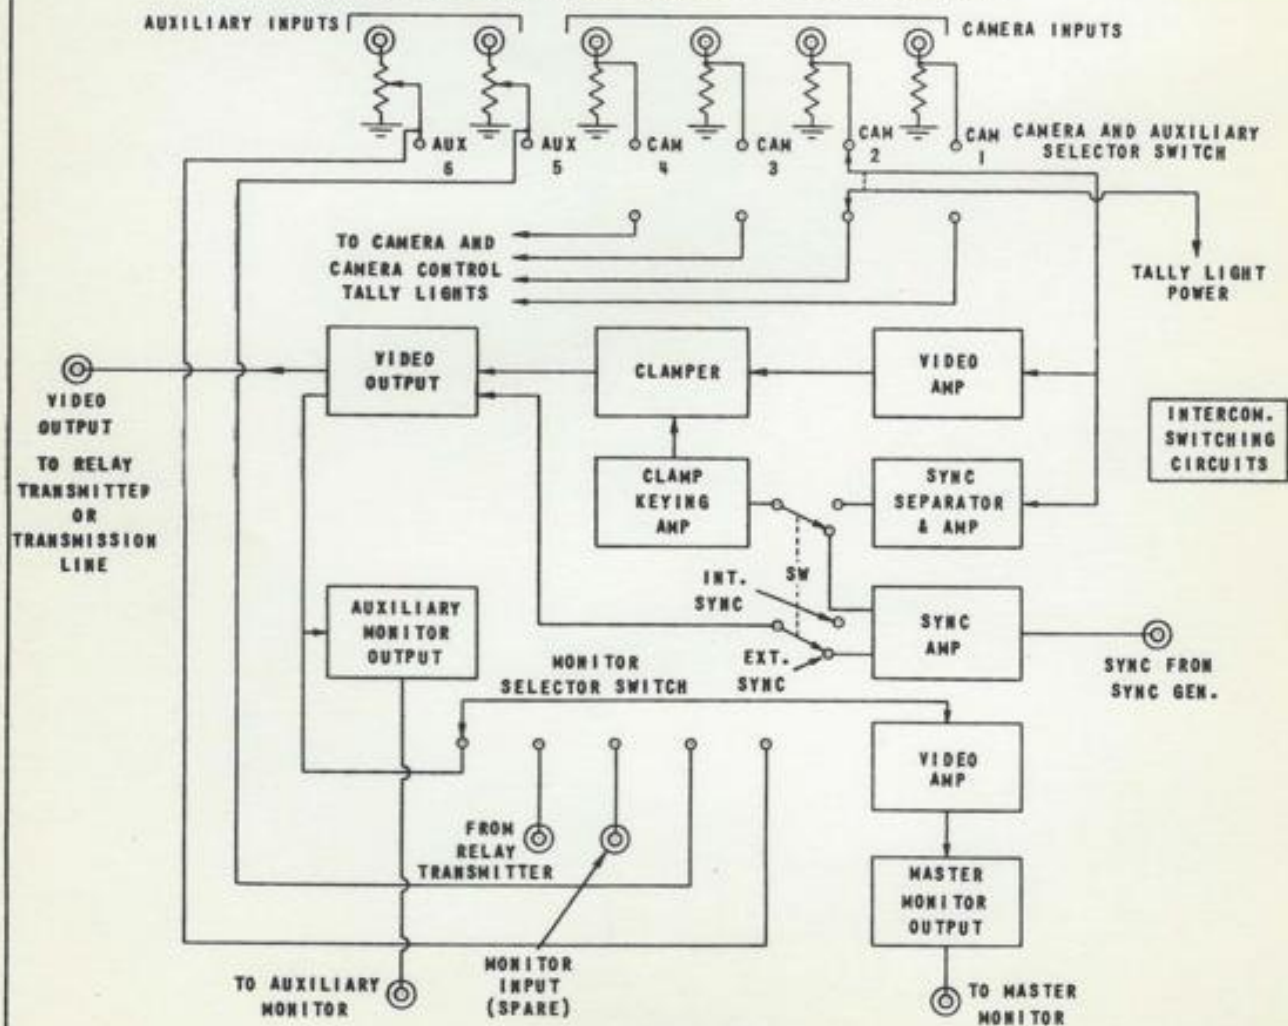 AUXILIARY INPUTS
CAMERA INPUTS
AUX
6
AUX
5
CAM
4
CAM
3
CAM
2
CAM
1
CAMERA AND AUXILIARY
SELECTOR SWITCH
TO CAMERA AND
CAMERA CONTROL
TALLY LIGHTS
TALLY LIGHT
POWER
VIDEO
OUTPUT
TO RELAY
TRANSMITTER
OR
TRANSMISSION
LINE
VIDEO
OUTPUT
CLAMPER
VIDEO
AMP
INTERCOM.
SWITCHING
CIRCUITS
CLAMP
KEYING
AMP
SYNC
SEPARATOR
& AMP
SW
INT.
SYNC
EXT.
SYNC
SYNC
AMP
SYNC FROM
SYNC GEN.
AUXILIARY
MONITOR
OUTPUT
MONITOR
SELECTOR SWITCH
VIDEO
AMP
FROM
RELAY
TRANSMITTER
MASTER
MONITOR
OUTPUT
TO AUXILIARY
MONITOR
MONITOR
INPUT
(SPARE)
TO MASTER
MONITOR